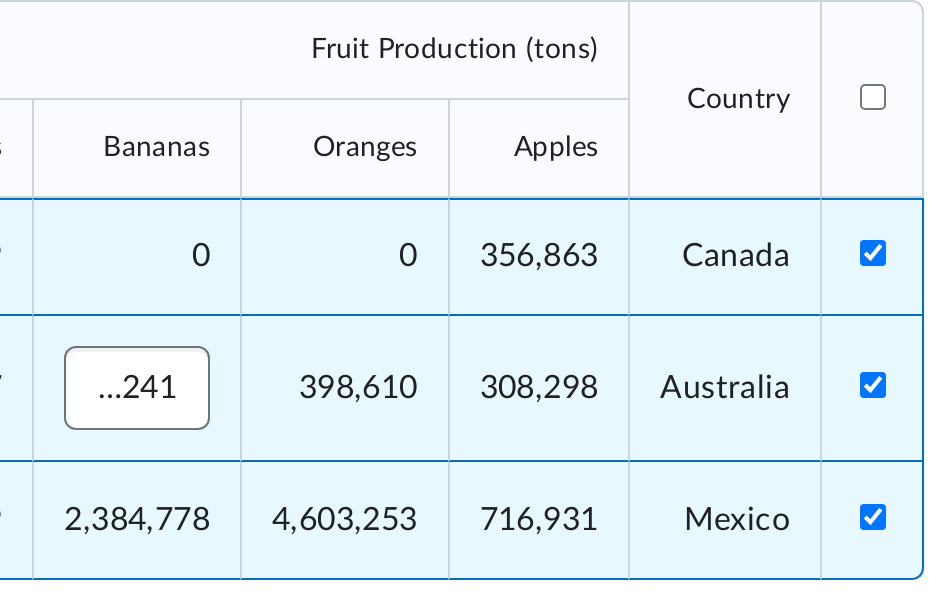 Fruit Production (tons)
Country
Bananas Oranges Apples
0 0 356,863 Canada
...241 398,610 308,298 Australia
2,384,778 4,603,253 716,931 Mexico